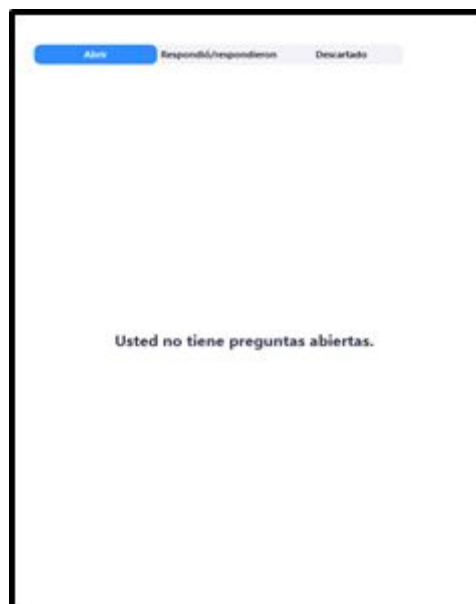 Abrir Respondió/respondieron Descartado
Usted no tiene preguntas abiertas.